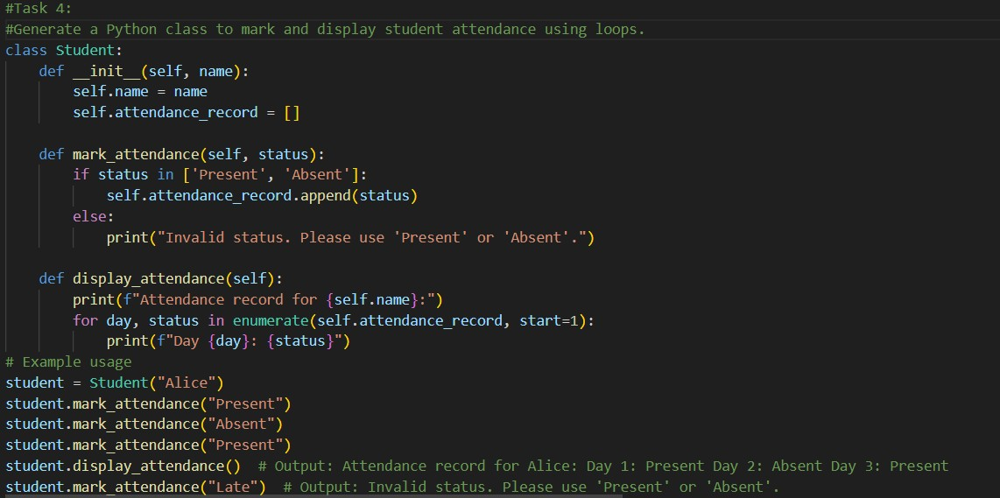 #Task 4:
#Generate a Python class to mark and display student attendance using loops.
class Student:
    def __init__(self, name):
        self.name = name
        self.attendance_record = []

    def mark_attendance(self, status):
        if status in ['Present', 'Absent']:
            self.attendance_record.append(status)
        else:
            print("Invalid status. Please use 'Present' or 'Absent'.")

    def display_attendance(self):
        print(f"Attendance record for {self.name}:")
        for day, status in enumerate(self.attendance_record, start=1):
            print(f"Day {day}: {status}")
# Example usage
student = Student("Alice")
student.mark_attendance("Present")
student.mark_attendance("Absent")
student.mark_attendance("Present")
student.display_attendance()  # Output: Attendance record for Alice: Day 1: Present Day 2: Absent Day 3: Present
student.mark_attendance("Late")  # Output: Invalid status. Please use 'Present' or 'Absent'.